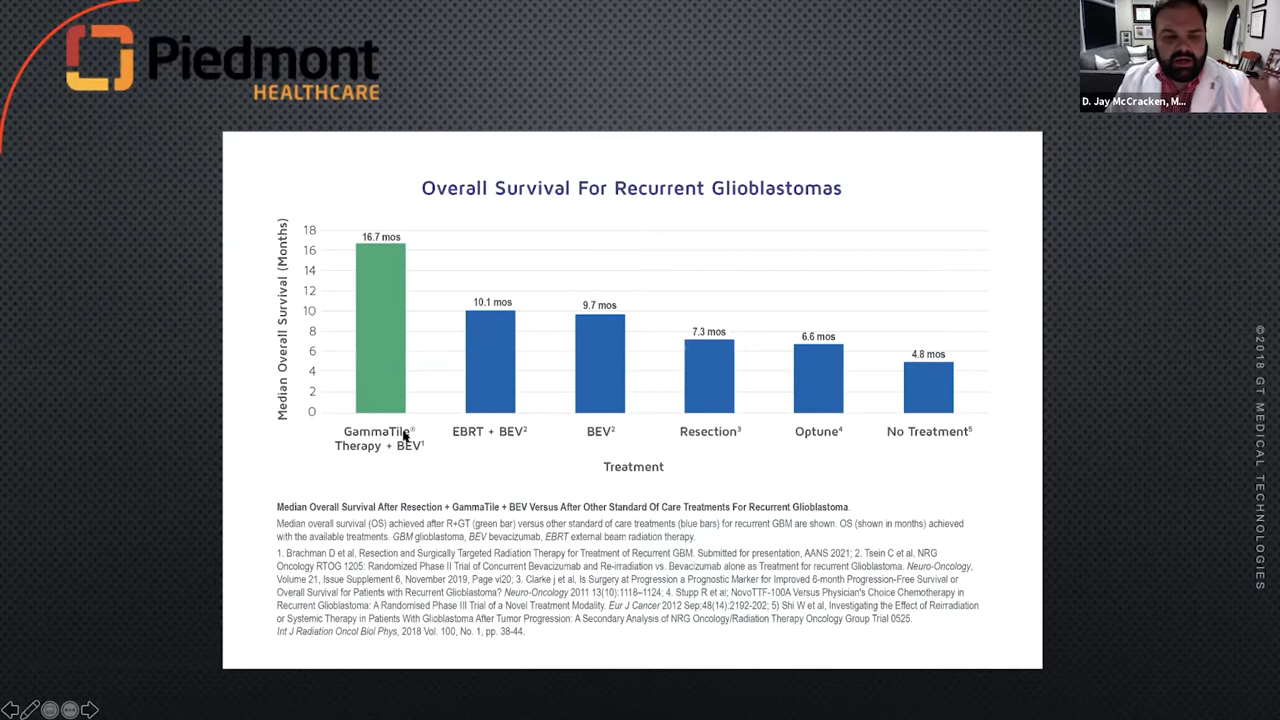 Piedmont
HEALTHCARE
D. Jay McCracken, M...
Overall Survival For Recurrent Glioblastomas
Median Overall Survival (Months)
18
16
14
12
10
8
6
4
2
0
16.7 mos
10.1 mos
9.7 mos
7.3 mos
6.6 mos
4.8 mos
GammaTile®
Therapy + BEV¹
EBRT + BEV²
BEV²
Resection³
Optune⁴
No Treatment⁵
Treatment
Median Overall Survival After Resection + GammaTile + BEV Versus After Other Standard Of Care Treatments For Recurrent Glioblastoma.
Median overall survival (OS) achieved after R+GT (green bar) versus other standard of care treatments (blue bars) for recurrent GBM are shown. OS (shown in months) achieved
with the available treatments. GBM glioblastoma, BEV bevacizumab, EBRT external beam radiation therapy.
1. Brachman D et al, Resection and Surgically Targeted Radiation Therapy for Treatment of Recurrent GBM. Submitted for presentation, AANS 2021; 2. Tsein C et al, NRG
Oncology RTOG 1205: Randomized Phase II Trial of Concurrent Bevacizumab and Re-irradiation vs. Bevacizumab alone as Treatment for recurrent Glioblastoma. Neuro-Oncology,
Volume 21, Issue Supplement 6, November 2019, Page vi20; 3. Clarke j et al, Is Surgery at Progression a Prognostic Marker for Improved 6-month Progression-Free Survival or
Overall Survival for Patients with Recurrent Glioblastoma? Neuro-Oncology 2011 13(10):1118–1124; 4. Stupp R et al; NovoTTF-100A Versus Physician's Choice Chemotherapy in
Recurrent Glioblastoma: A Randomised Phase III Trial of a Novel Treatment Modality. Eur J Cancer 2012 Sep;48(14):2192-202; 5) Shi W et al, Investigating the Effect of Reirradiation
or Systemic Therapy in Patients With Glioblastoma After Tumor Progression: A Secondary Analysis of NRG Oncology/Radiation Therapy Oncology Group Trial 0525.
Int J Radiation Oncol Biol Phys, 2018 Vol. 100, No. 1, pp. 38-44.
©2018 GT MEDICAL TECHNOLOGIES